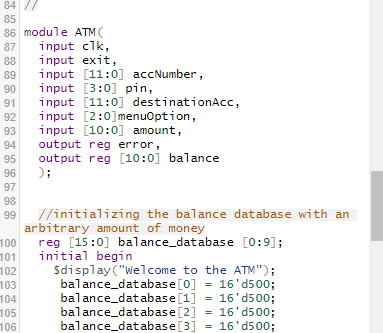 84 //
85
86 module ATM(
87 input clk,
88 input exit,
89 input [11:0] accNumber,
90 input [3:0] pin,
91 input [11:0] destinationAcc,
92 input [2:0]menuOption,
93 input [10:0] amount,
94 output reg error,
95 output reg [10:0] balance
96 );
97
98
99 //initializing the balance database with an
arbitrary amount of money
100 reg [15:0] balance_database [0:9];
101 initial begin
102 $display("Welcome to the ATM");
103 balance_database[0] = 16'd500;
104 balance_database[1] = 16'd500;
105 balance_database[2] = 16'd500;
106 balance_database[3] = 16'd500;